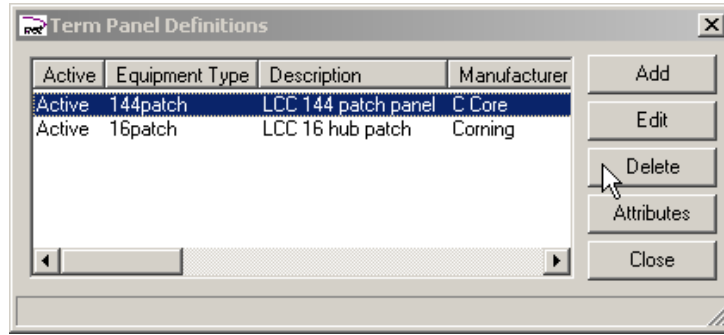 Term Panel Definitions
Active Equipment Type Description Manufacturer
Active 144patch LCC 144 patch panel C Core
Active 16patch LCC 16 hub patch Corning
Add
Edit
Delete
Attributes
Close